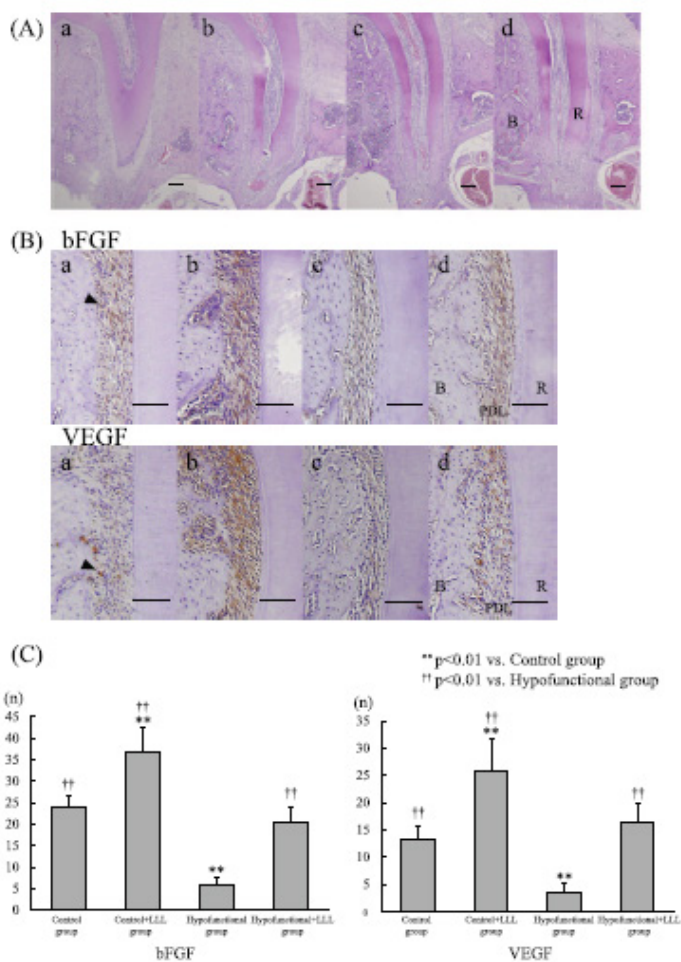 (A)
a b c d
B R
(B) bFGF
a b c d
B PDL R
VEGF
a b c d
B PDL R
(C)
** p<0.01 vs. Control group
†† p<0.01 vs. Hypofunctional group
(n)
45
40
35
30
25
20
15
10
5
0
††
††
**
**
††
Control group
Control+LLL group
Hypofunctional group
Hypofunctional+LLL group
bFGF
(n)
35
30
25
20
15
10
5
0
††
††
**
**
††
Control group
Control+LLL group
Hypofunctional group
Hypofunctional+LLL group
VEGF